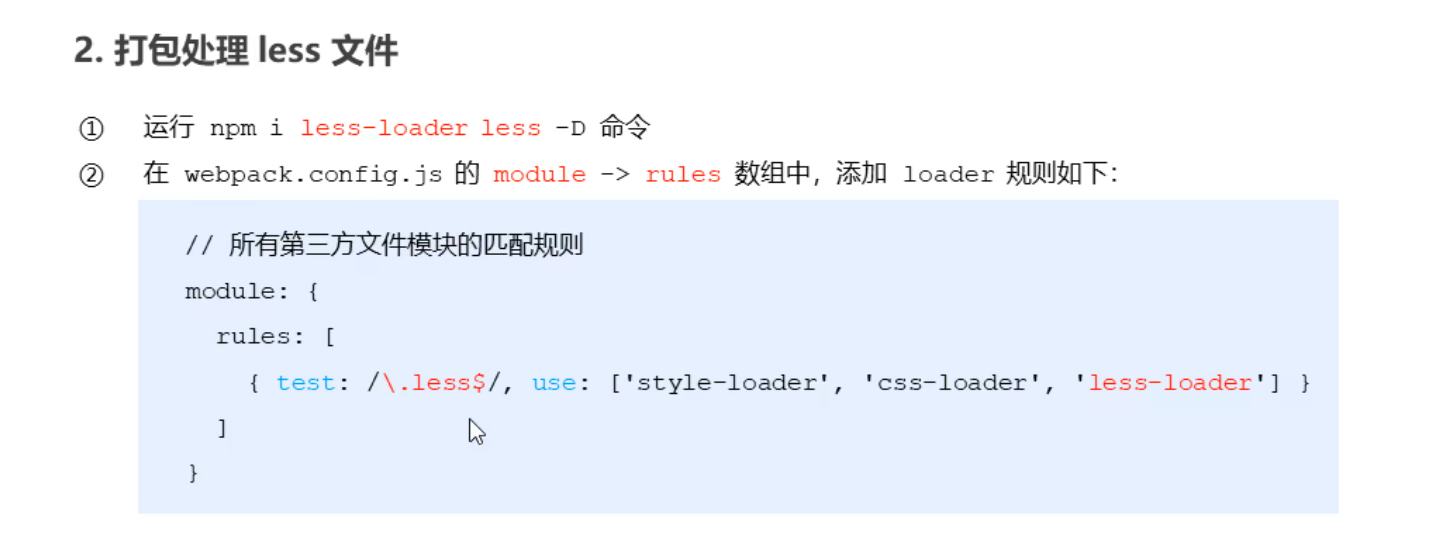 2. 打包处理 less 文件
① 运行 npm i less-loader less -D 命令
② 在 webpack.config.js 的 module -> rules 数组中，添加 loader 规则如下：
// 所有第三方文件模块的匹配规则
module: {
rules: [
{ test: /\.less$/, use: ['style-loader', 'css-loader', 'less-loader'] }
]
}